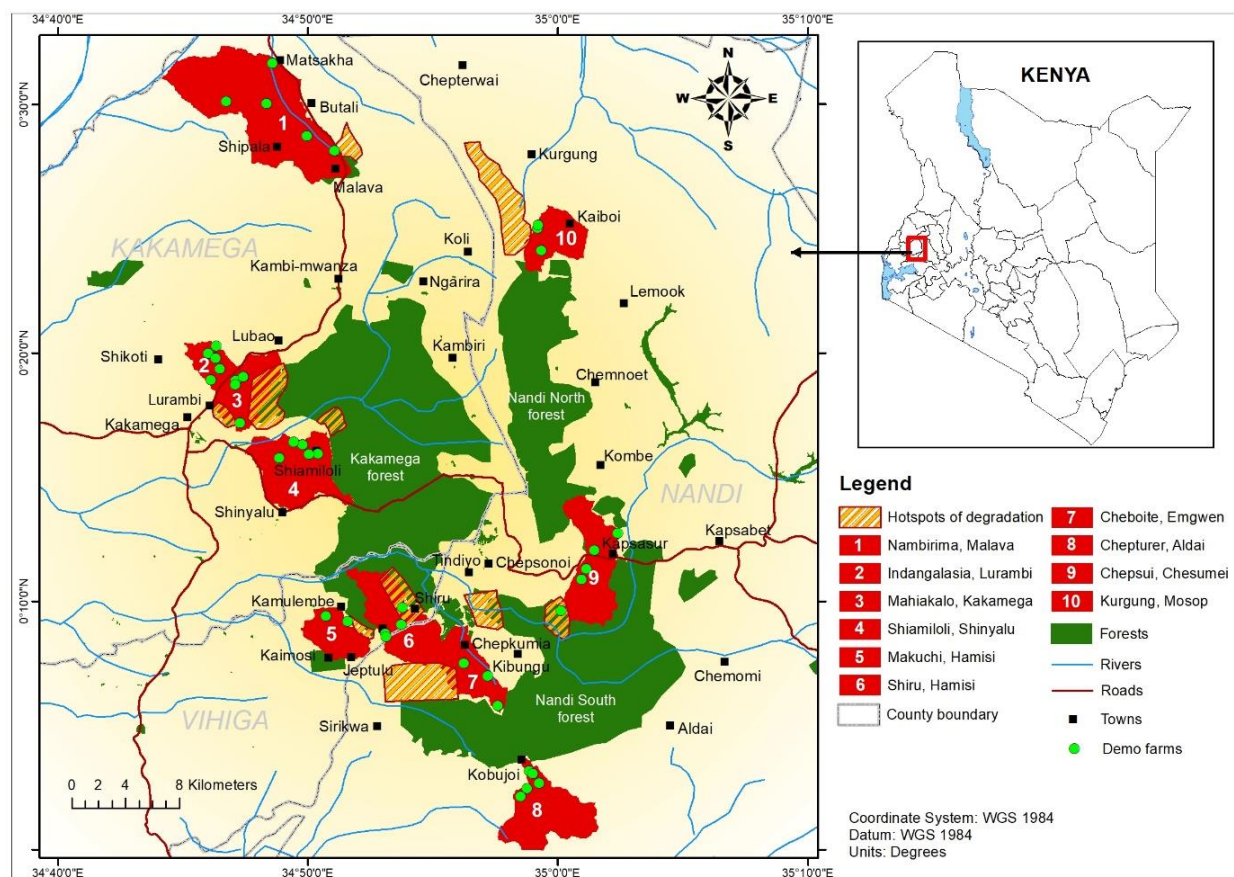 34°40'0"E
34°50'0"E
35°0'0"E
35°10'0"E
0°30'0"N
0°20'0"N
0°10'0"N
N
W
E
S
Matsakha
Chepterwai
Butali
1
Shipala
Kurgung
Malava
KAKAMEGA
Kaiboi
10
Koli
Kambi-mwanza
Ngārira
Lemook
Lubao
Shikoti
2
Kambiri
Chemnoet
3
Lurambi
Nandi North
forest
Kakamega
Kakamega
forest
Kombe
Shiamiloli
4
NANDI
Shinyalu
Kapsabet
Kapsasur
Tindiyo
Chepsonoi
9
Kamulembe
Shiru
5
6
Chepkumia
Kaimosi
Jeptulu
Kibungu
7
Chemomi
Nandi South
forest
VIHIGA
Sirikwa
Aldai
Kobujoi
8
0 2 4 8 Kilometers
34°40'0"E
34°50'0"E
35°0'0"E
35°10'0"E
KENYA
Legend
Hotspots of degradation
1 Nambirima, Malava
2 Indangalasia, Lurambi
3 Mahiakalo, Kakamega
4 Shiamiloli, Shinyalu
5 Makuchi, Hamisi
6 Shiru, Hamisi
County boundary
7 Cheboite, Emgwen
8 Chepturer, Aldai
9 Chepsui, Chesumei
10 Kurgung, Mosop
Forests
Rivers
Roads
Towns
Demo farms
Coordinate System: WGS 1984
Datum: WGS 1984
Units: Degrees